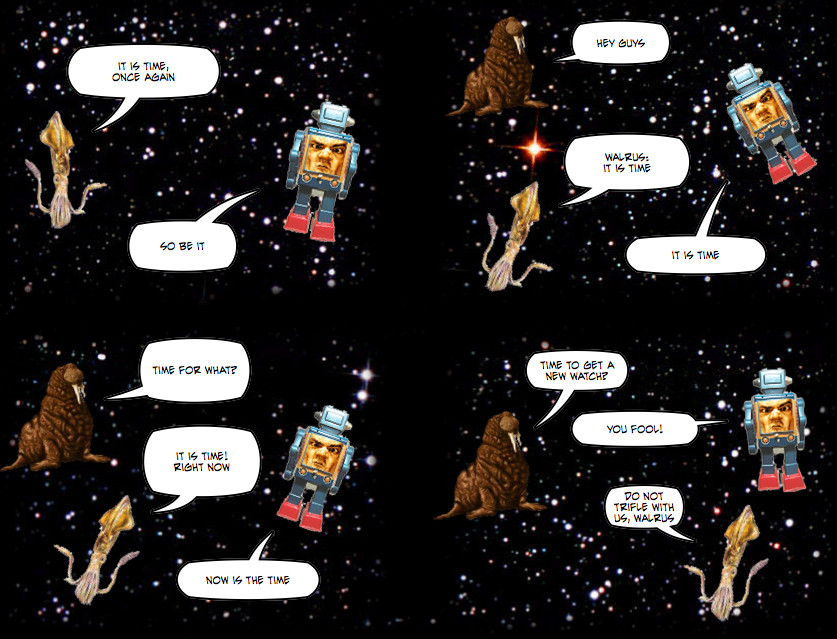 IT IS TIME,
ONCE AGAIN
SO BE IT
HEY GUYS
WALRUS:
IT IS TIME
IT IS TIME
TIME FOR WHAT?
IT IS TIME!
RIGHT NOW
NOW IS THE TIME
TIME TO GET A
NEW WATCH?
YOU FOOL!
DO NOT
TRIFLE WITH
US, WALRUS